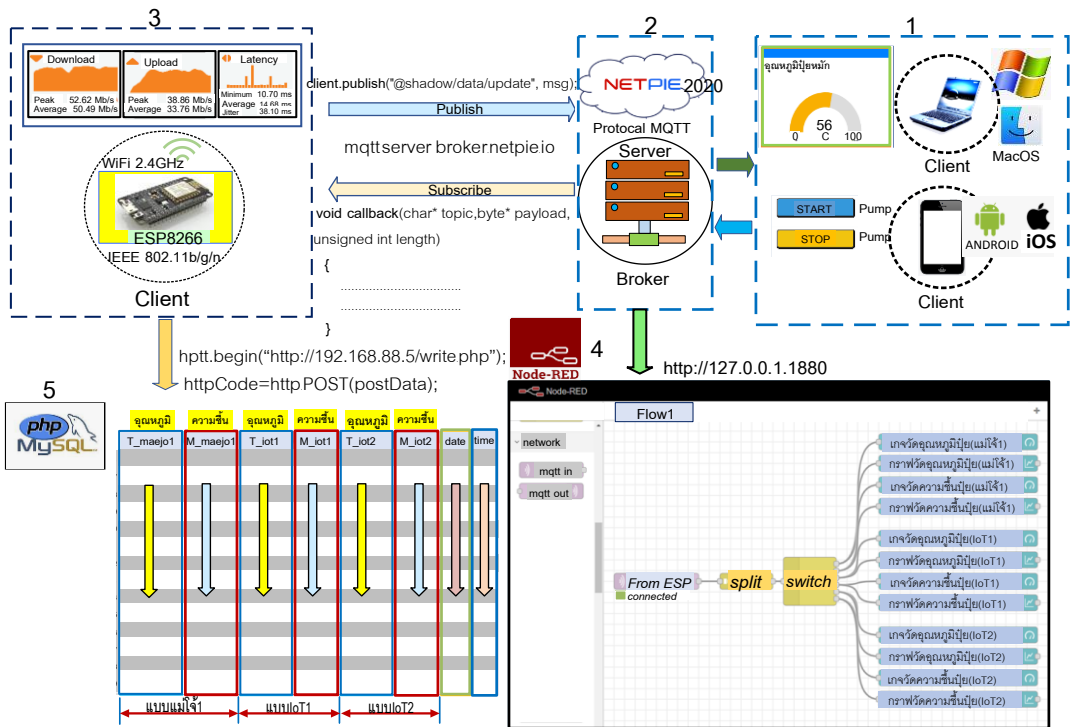 3
Download
Peak 52.62 Mb/s
Average 50.49 Mb/s
Upload
Peak 38.86 Mb/s
Average 33.76 Mb/s
Latency
Minimum 10.70 ms
Average 14.68 ms
Jitter 38.10 ms
WiFi 2.4GHz
ESP8266
IEEE 802.11b/g/n
Client
client.publish("@shadow/data/update", msg);
Publish
mqttserver broker.netpie.io
Subscribe
void callback(char* topic,byte* payload,
unsigned int length)
{
................................
................................
}
2
NETPIE2020
Protocal MQTT
Server
Broker
1
อุณหภูมิปุ๋ยหมัก
56
0 C 100
Client
MacOS
START Pump
STOP Pump
ANDROID
iOS
Client
hptt.begin(“http://192.168.88.5/write php”);
httpCode=http POST(postData);
Node-RED
4
http://127.0.0.1.1880
5
php
MySQL
อุณหภูมิ ความชื้น อุณหภูมิ ความชื้น อุณหภูมิ ความชื้น
T_maejo1 M_maejo1 T_iot1 M_iot1 T_iot2 M_iot2 date time
แบบแม่โจ้1 แบบIoT1 แบบIoT2
Node-RED
Flow1
+
network
mqtt in
mqtt out
From ESP
connected
split
switch
เกจวัดอุณหภูมิปุ๋ย(แม่โจ้1)
กราฟวัดอุณหภูมิปุ๋ย(แม่โจ้1)
เกจวัดความชื้นปุ๋ย(แม่โจ้1)
กราฟวัดความชื้นปุ๋ย(แม่โจ้1)
เกจวัดอุณหภูมิปุ๋ย(IoT1)
กราฟวัดอุณหภูมิปุ๋ย(IoT1)
เกจวัดความชื้นปุ๋ย(IoT1)
กราฟวัดความชื้นปุ๋ย(IoT1)
เกจวัดอุณหภูมิปุ๋ย(IoT2)
กราฟวัดอุณหภูมิปุ๋ย(IoT2)
เกจวัดความชื้นปุ๋ย(IoT2)
กราฟวัดความชื้นปุ๋ย(IoT2)